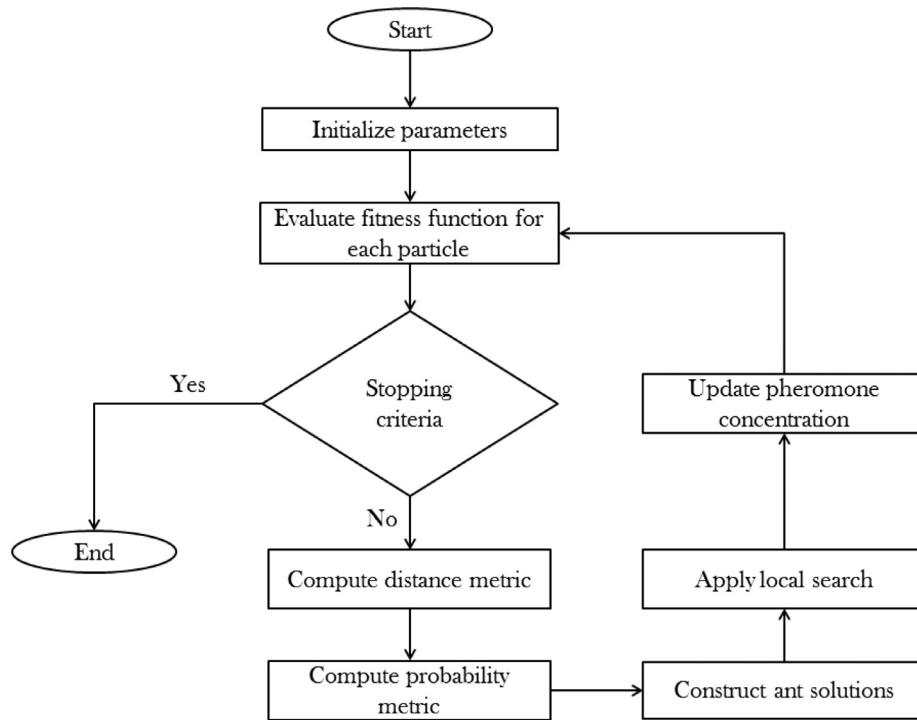 Start
Initialize parameters
Evaluate fitness function for
each particle
Yes
Stopping
criteria
Update pheromone
concentration
No
End
Compute distance metric
Apply local search
Compute probability
metric
Construct ant solutions